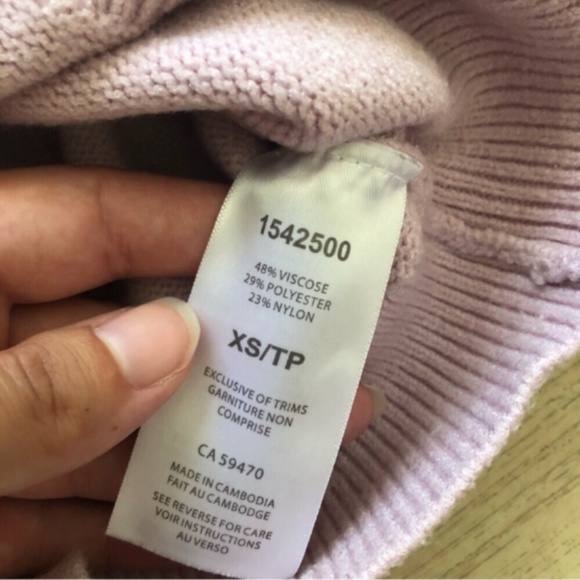 1542500
48% VISCOSE
29% POLYESTER
23% NYLON
XS/TP
EXCLUSIVE OF TRIMS
GARNITURE NON
COMPRISE
CA 59470
MADE IN CAMBODIA
FAIT AU CAMBODGE
SEE REVERSE FOR CARE
VOIR INSTRUCTIONS
AU VERSO